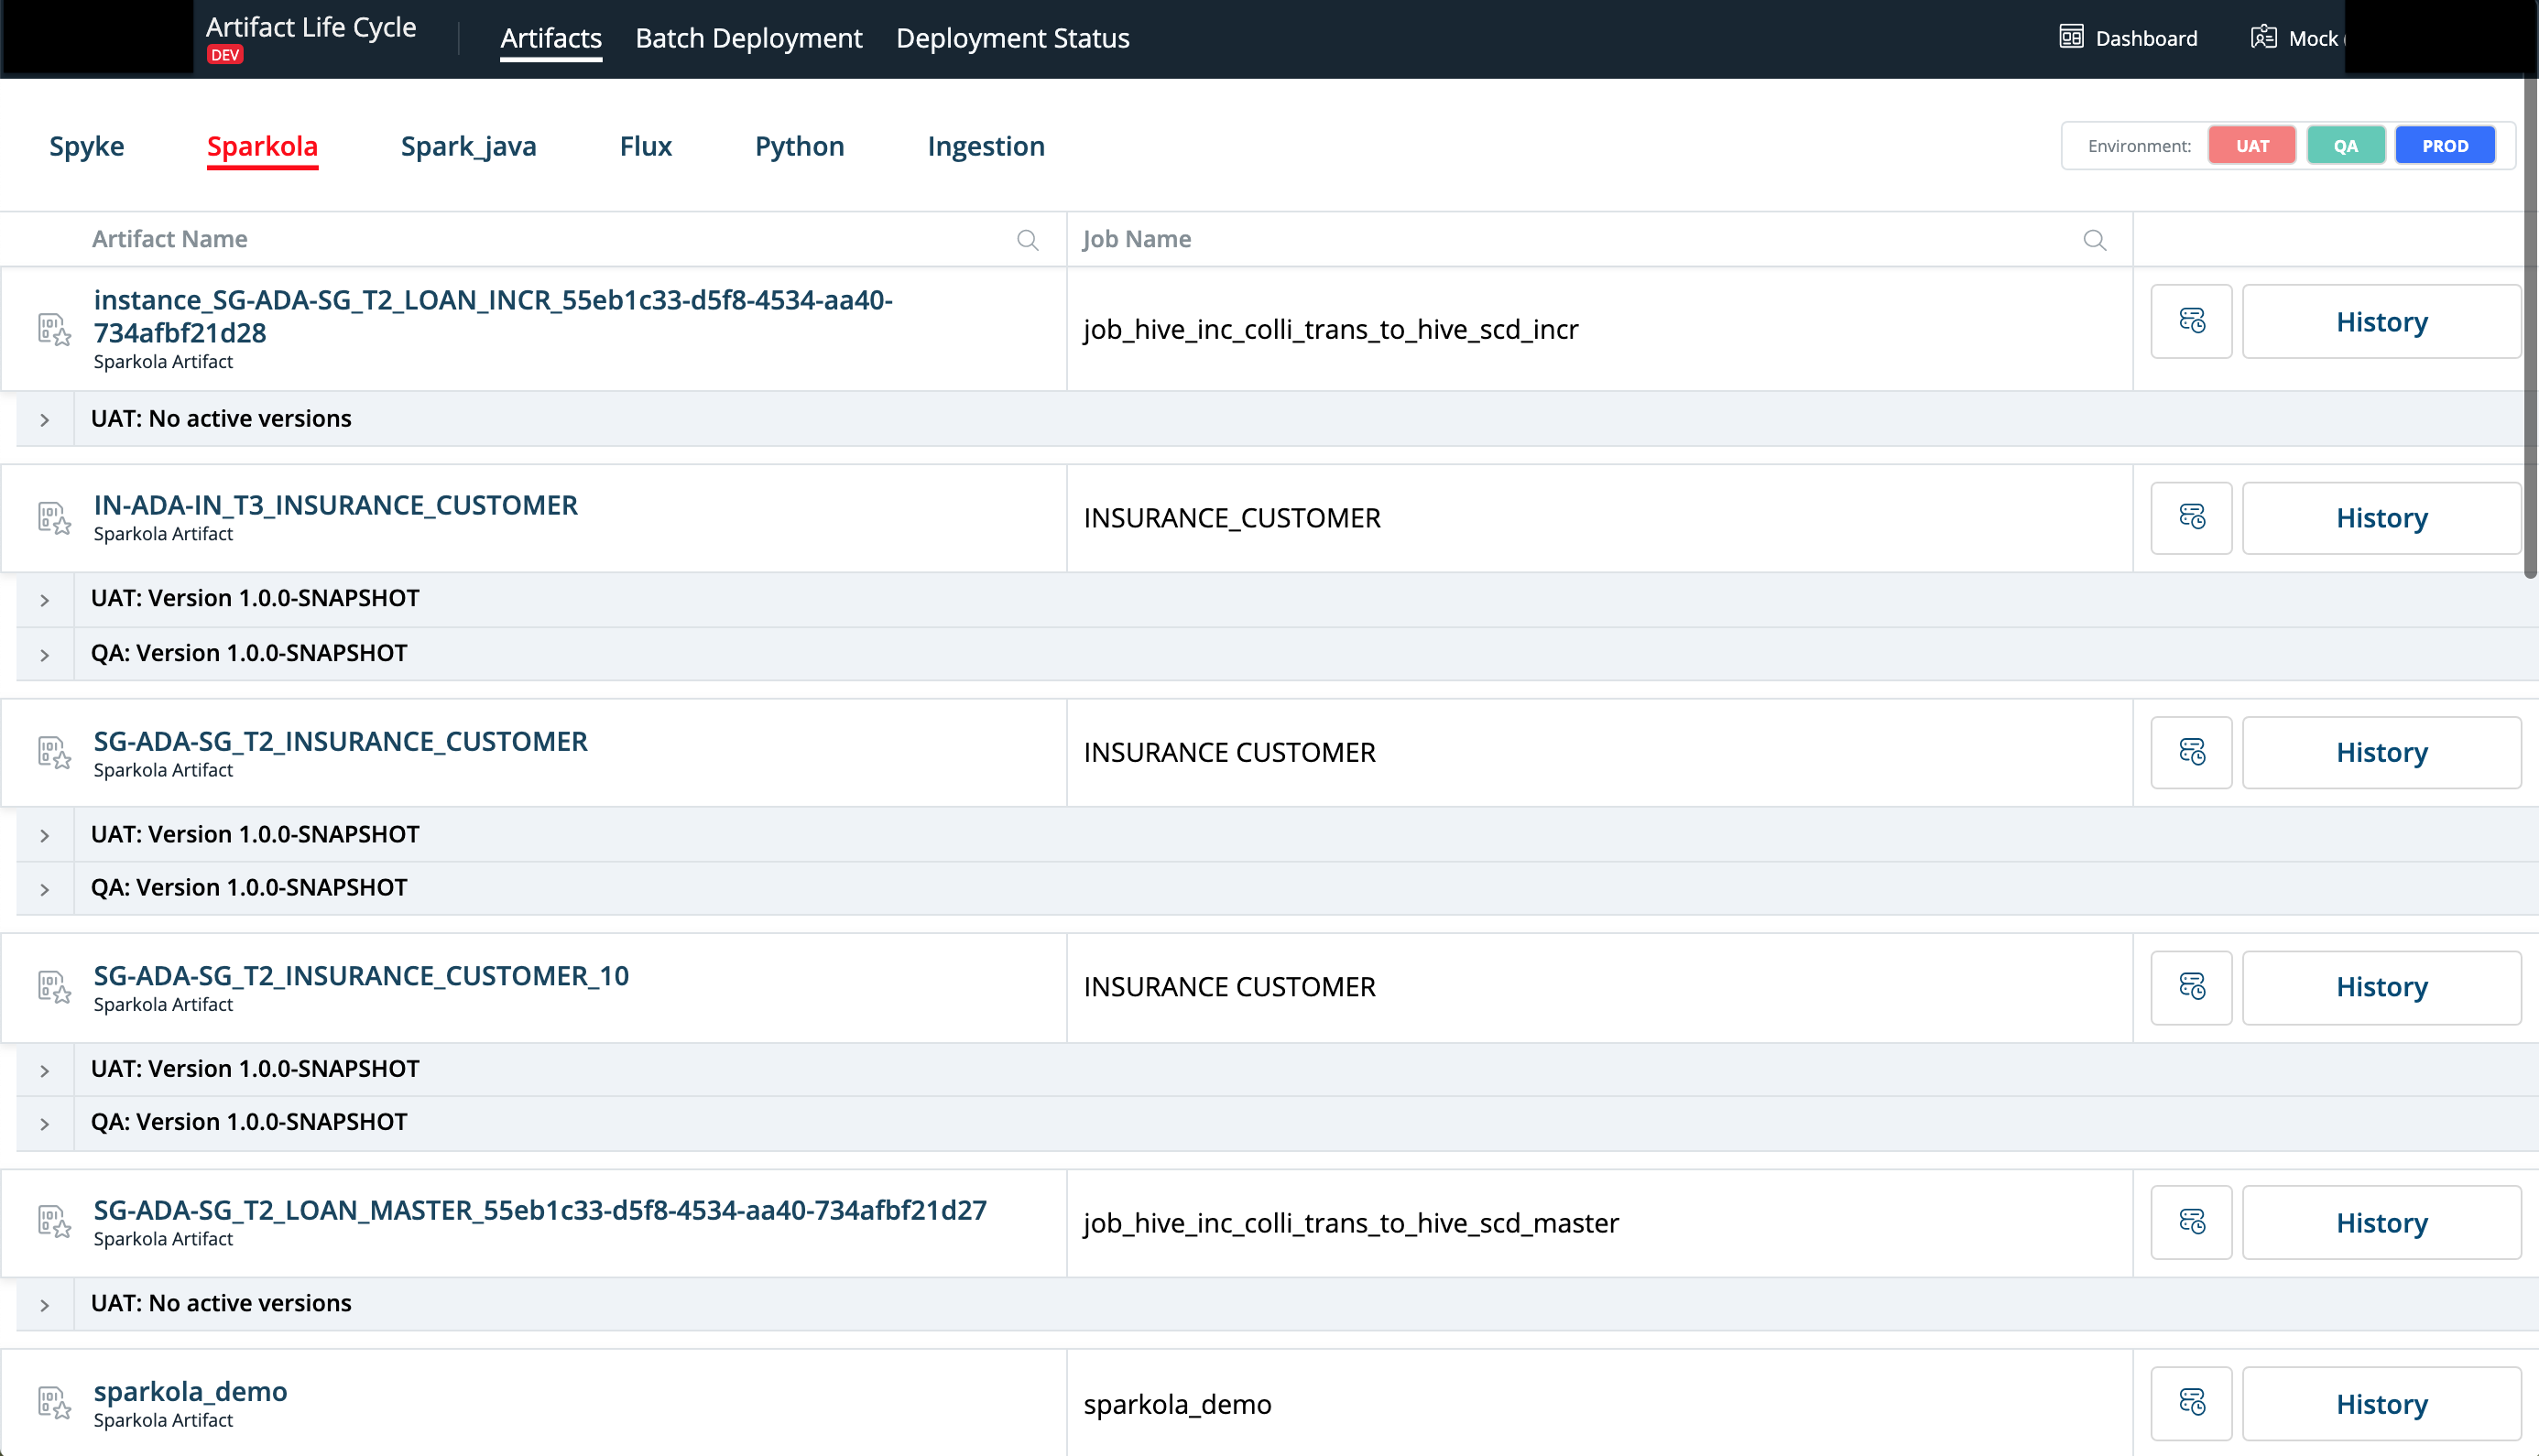 Artifact Life Cycle
DEV
Artifacts Batch Deployment Deployment Status
Dashboard Mock
Spyke Sparkola Spark_java Flux Python Ingestion
Environment: UAT QA PROD
Artifact Name Job Name
instance_SG-ADA-SG_T2_LOAN_INCR_55eb1c33-d5f8-4534-aa40-
734afbf21d28
Sparkola Artifact
job_hive_inc_colli_trans_to_hive_scd_incr
History
UAT: No active versions
IN-ADA-IN_T3_INSURANCE_CUSTOMER
Sparkola Artifact
INSURANCE_CUSTOMER
History
UAT: Version 1.0.0-SNAPSHOT
QA: Version 1.0.0-SNAPSHOT
SG-ADA-SG_T2_INSURANCE_CUSTOMER
Sparkola Artifact
INSURANCE CUSTOMER
History
UAT: Version 1.0.0-SNAPSHOT
QA: Version 1.0.0-SNAPSHOT
SG-ADA-SG_T2_INSURANCE_CUSTOMER_10
Sparkola Artifact
INSURANCE CUSTOMER
History
UAT: Version 1.0.0-SNAPSHOT
QA: Version 1.0.0-SNAPSHOT
SG-ADA-SG_T2_LOAN_MASTER_55eb1c33-d5f8-4534-aa40-734afbf21d27
Sparkola Artifact
job_hive_inc_colli_trans_to_hive_scd_master
History
UAT: No active versions
sparkola_demo
Sparkola Artifact
sparkola_demo
History